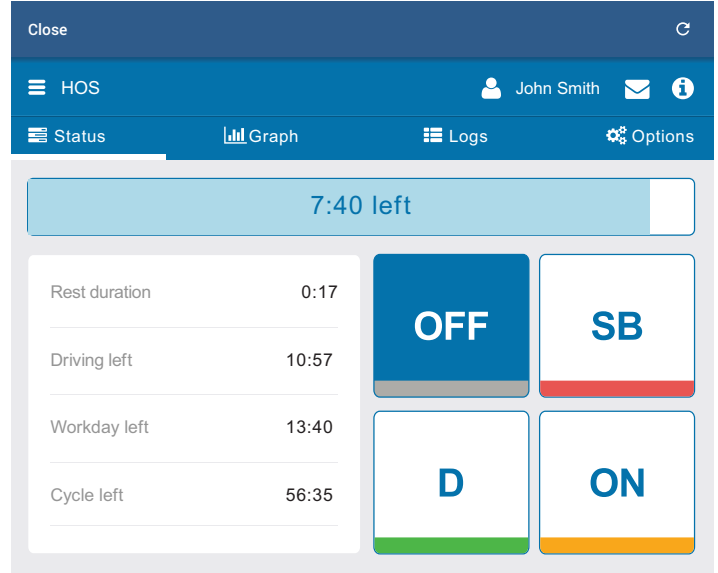 Close
HOS John Smith
Status Graph Logs Options
7:40 left
Rest duration 0:17
Driving left 10:57
Workday left 13:40
Cycle left 56:35
OFF SB
D ON